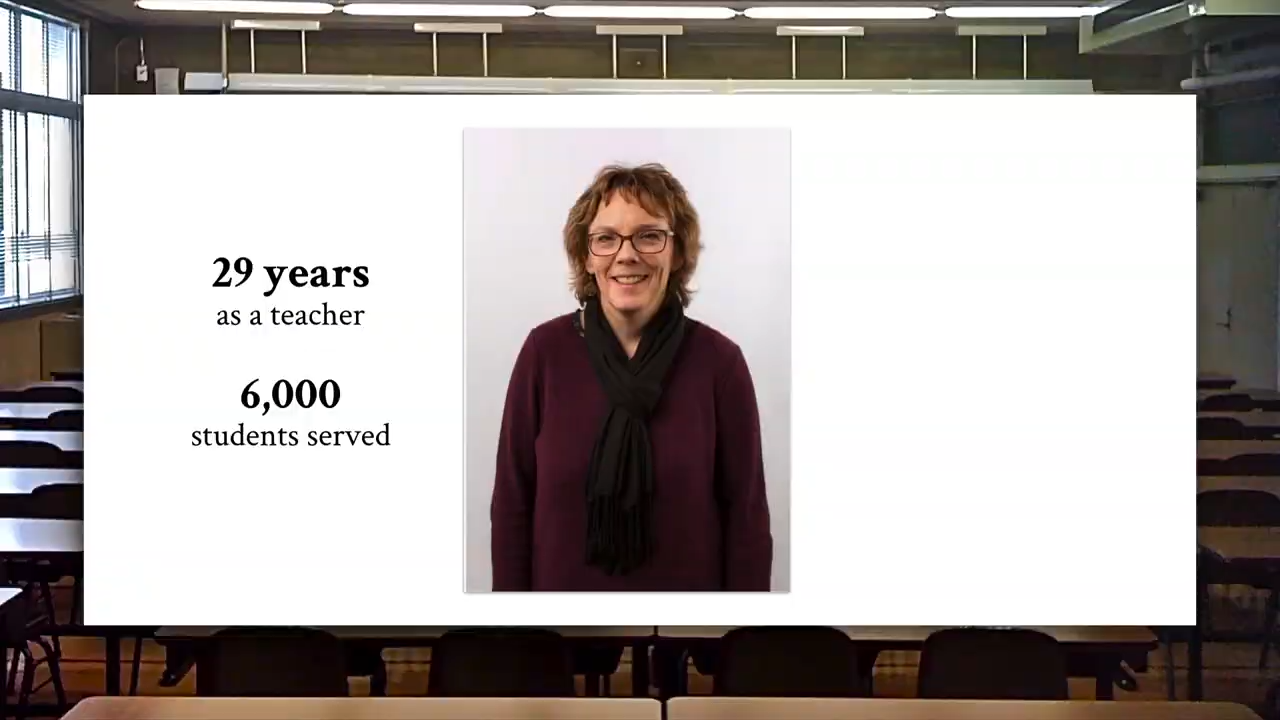 29 years
as a teacher
6,000
students served